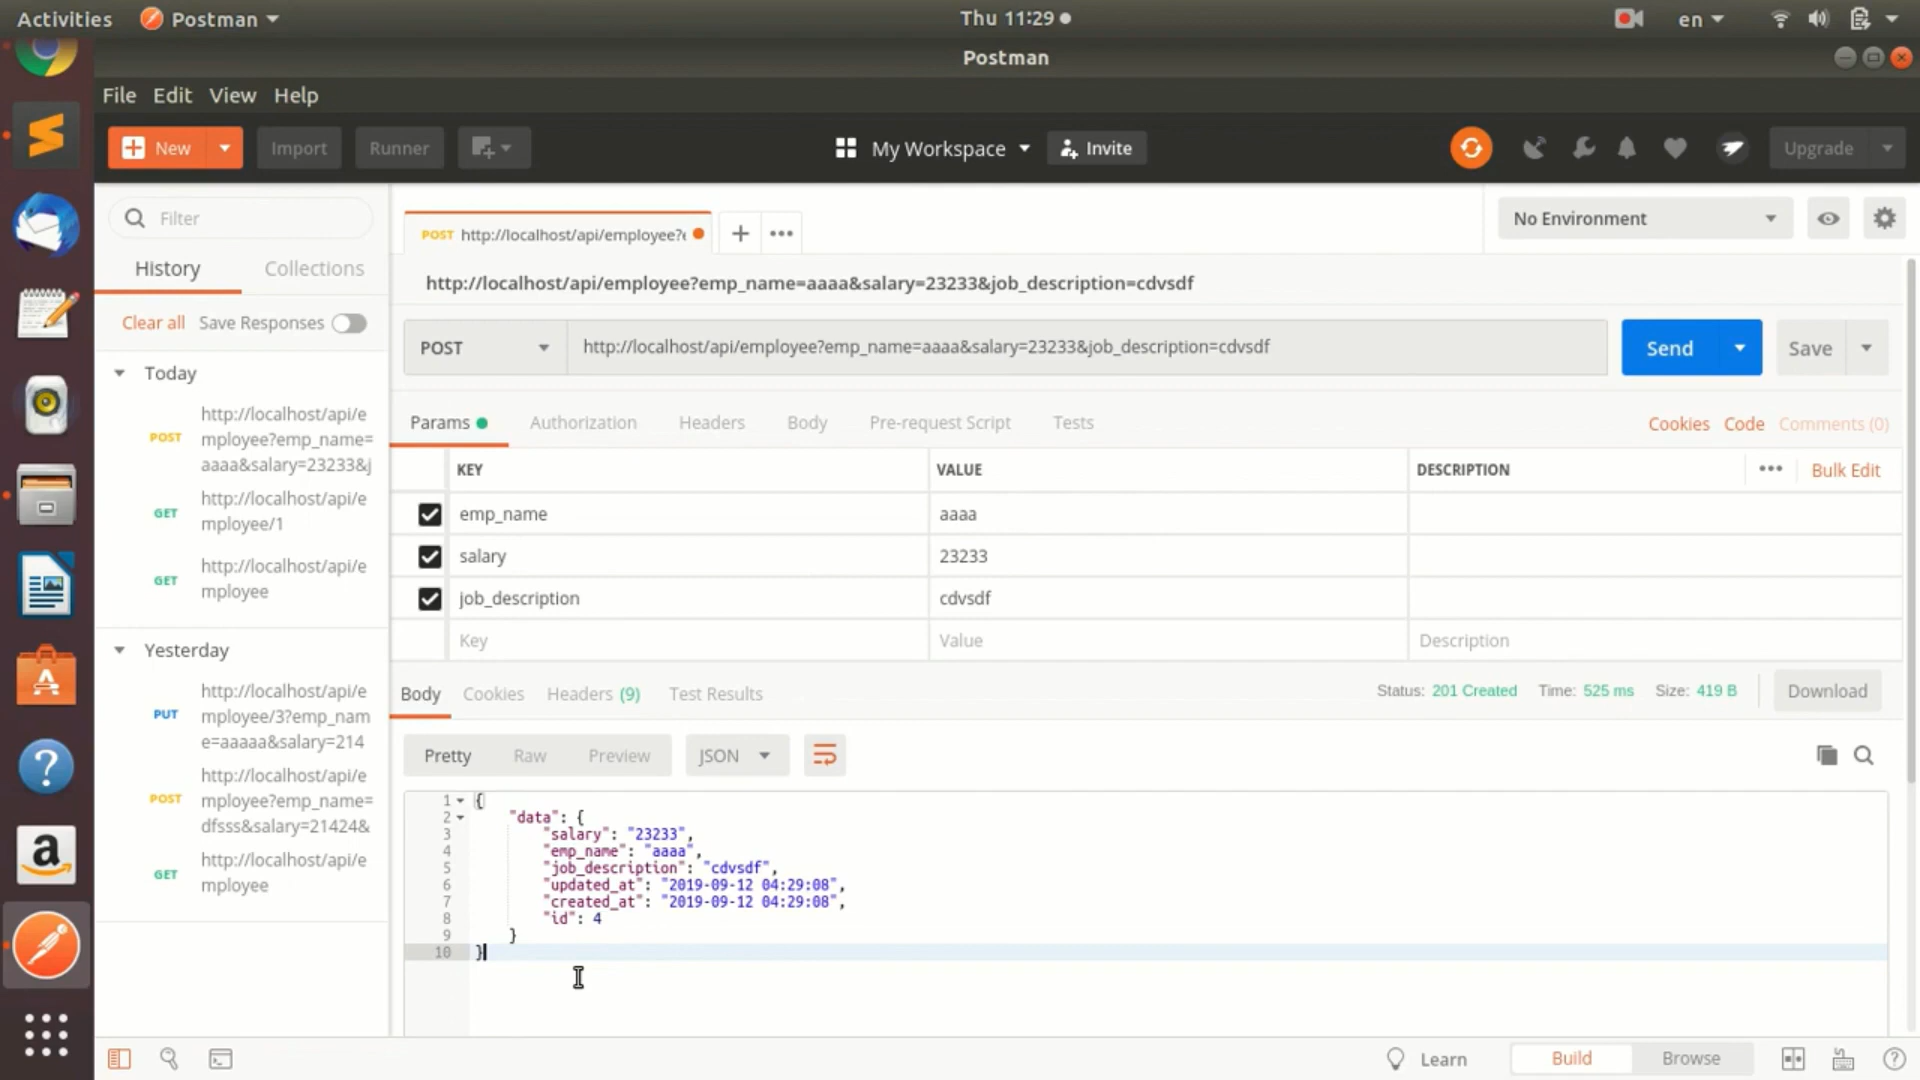 Activities Postman Thu 11:29 en
Postman
File Edit View Help
New Import Runner My Workspace Invite Upgrade
Filter
History Collections
Clear all Save Responses
Today
POST http://localhost/api/e
mployee?emp_name=
aaaa&salary=23233&j
GET http://localhost/api/e
mployee/1
GET http://localhost/api/e
mployee
Yesterday
PUT http://localhost/api/e
mployee/3?emp_nam
e=aaaaa&salary=214
POST http://localhost/api/e
mployee?emp_name=
dfsss&salary=21424&
GET http://localhost/api/e
mployee
POST http://localhost/api/employee?e
No Environment
http://localhost/api/employee?emp_name=aaaa&salary=23233&job_description=cdvsdf
POST http://localhost/api/employee?emp_name=aaaa&salary=23233&job_description=cdvsdf Send Save
Params Authorization Headers Body Pre-request Script Tests Cookies Code Comments (0)
KEY VALUE DESCRIPTION Bulk Edit
emp_name aaaa
salary 23233
job_description cdvsdf
Key Value Description
Body Cookies Headers (9) Test Results Status: 201 Created Time: 525 ms Size: 419 B Download
Pretty Raw Preview JSON
1 {
2 "data": {
3 "salary": "23233",
4 "emp_name": "aaaa",
5 "job_description": "cdvsdf",
6 "updated_at": "2019-09-12 04:29:08",
7 "created_at": "2019-09-12 04:29:08",
8 "id": 4
9 }
10 }
Learn Build Browse